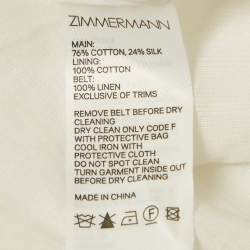 ZIMMERMANN
MAIN:
76% COTTON, 24% SILK
LINING:
100% COTTON
BELT:
100% LINEN
EXCLUSIVE OF TRIMS
REMOVE BELT BEFORE DRY
CLEANING
DRY CLEAN ONLY CODE F
WITH PROTECTIVE BAG
COOL IRON WITH
PROTECTIVE CLOTH
DO NOT SPOT CLEAN
TURN GARMENT INSIDE OUT
BEFORE DRY CLEANING
MADE IN CHINA
F